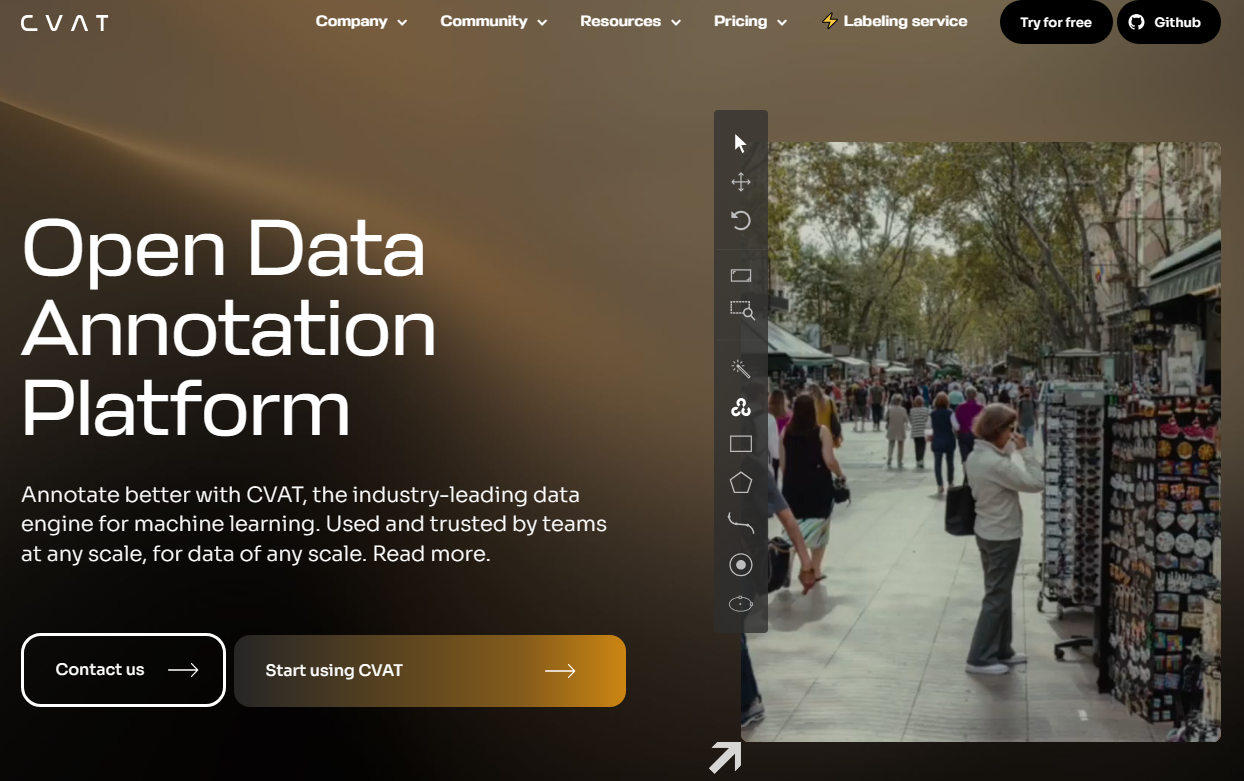 CVAT
Company
Community
Resources
Pricing
⚡ Labeling service
Try for free
Github
Open Data
Annotation
Platform
Annotate better with CVAT, the industry-leading data
engine for machine learning. Used and trusted by teams
at any scale, for data of any scale. Read more.
Contact us
Start using CVAT